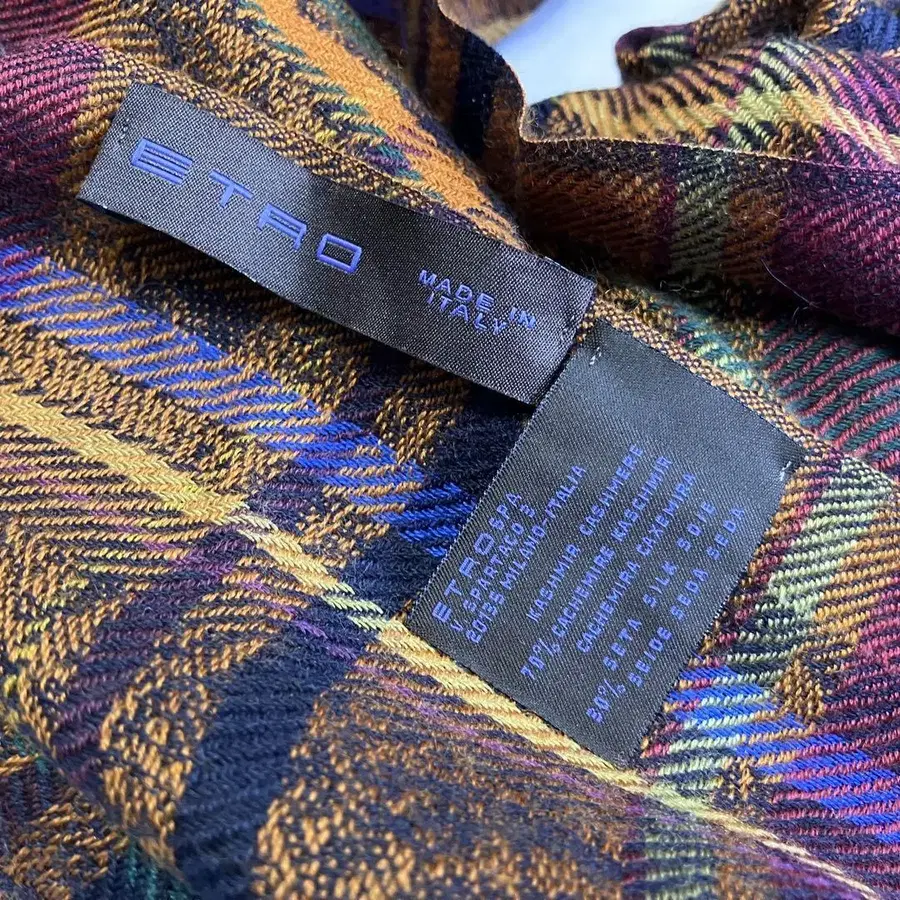 ETRO
MADE IN
ITALY
ETRO SPA
V SPARTACO 3
20135 MILANO-ITALIA
KASHMIR CASHMERE
70% CACHEMIRE KASCHMIR
CACHEMIRA CAXEMIRA
30% SETA SILK SOIE
SEIDE SEDA SEDA